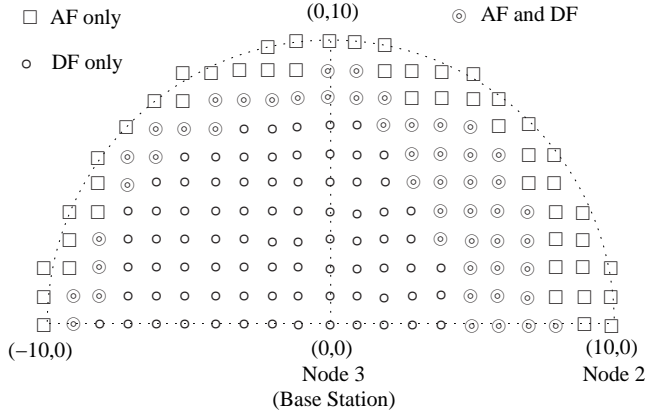 AF only
(0,10)
AF and DF
DF only
(−10,0)
(0,0)
(10,0)
Node 3
Node 2
(Base Station)